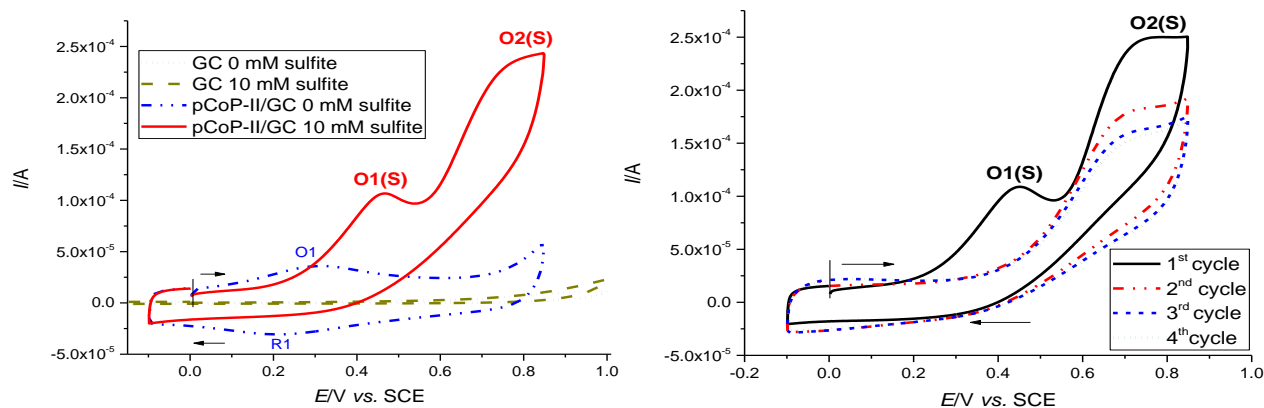 2.5x10⁻⁴
2.0x10⁻⁴
1.5x10⁻⁴
1.0x10⁻⁴
5.0x10⁻⁵
0.0
-5.0x10⁻⁵
I/A
GC 0 mM sulfite
GC 10 mM sulfite
pCoP-II/GC 0 mM sulfite
pCoP-II/GC 10 mM sulfite
O2(S)
O1(S)
O1
R1
0.0 0.2 0.4 0.6 0.8 1.0
E/V vs. SCE
2.5x10⁻⁴
2.0x10⁻⁴
1.5x10⁻⁴
1.0x10⁻⁴
5.0x10⁻⁵
0.0
-5.0x10⁻⁵
I/A
O2(S)
O1(S)
1ˢᵗ cycle
2ⁿᵈ cycle
3ʳᵈ cycle
4ᵗʰ cycle
-0.2 0.0 0.2 0.4 0.6 0.8 1.0
E/V vs. SCE